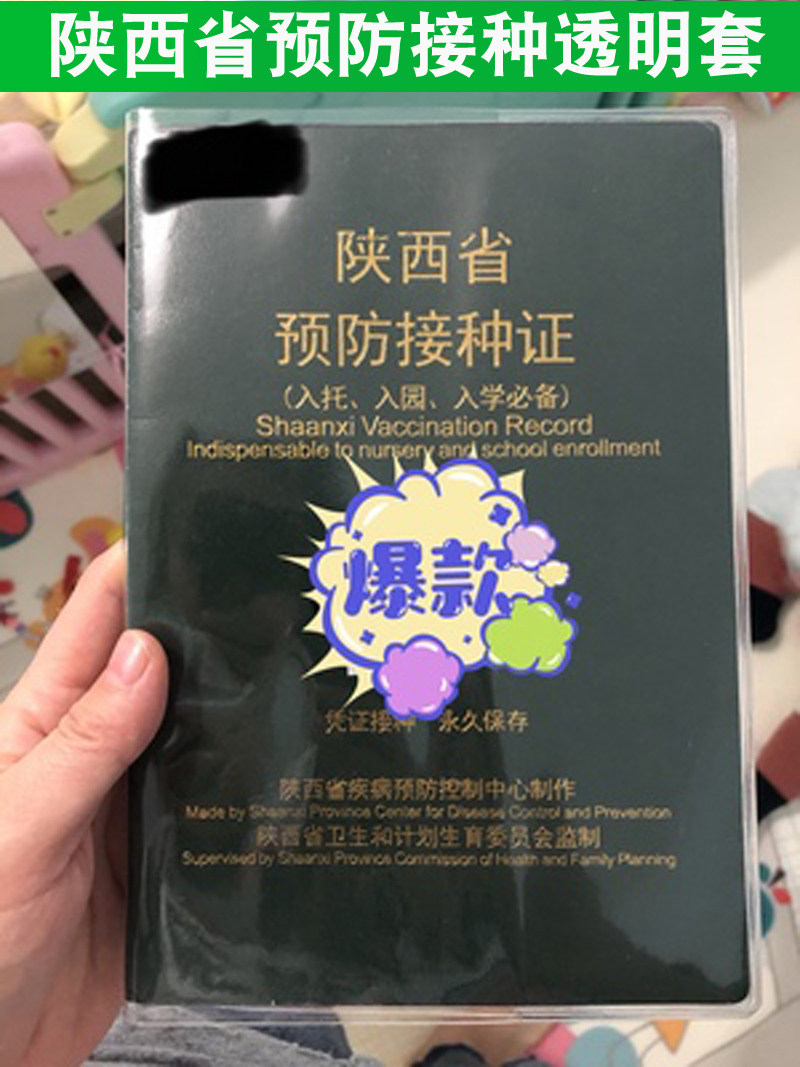 陕西省预防接种透明套
陕西省
预防接种证
（入托、入园、入学必备）
Shaanxi Vaccination Record
Indispensable to nursery and school enrollment
爆款
凭证接种 永久保存
陕西省疾病预防控制中心制作
Made by Shaanxi Province Center for Disease Control and Prevention
陕西省卫生和计划生育委员会监制
Supervised by Shaanxi Province Commission of Health and Family Planning